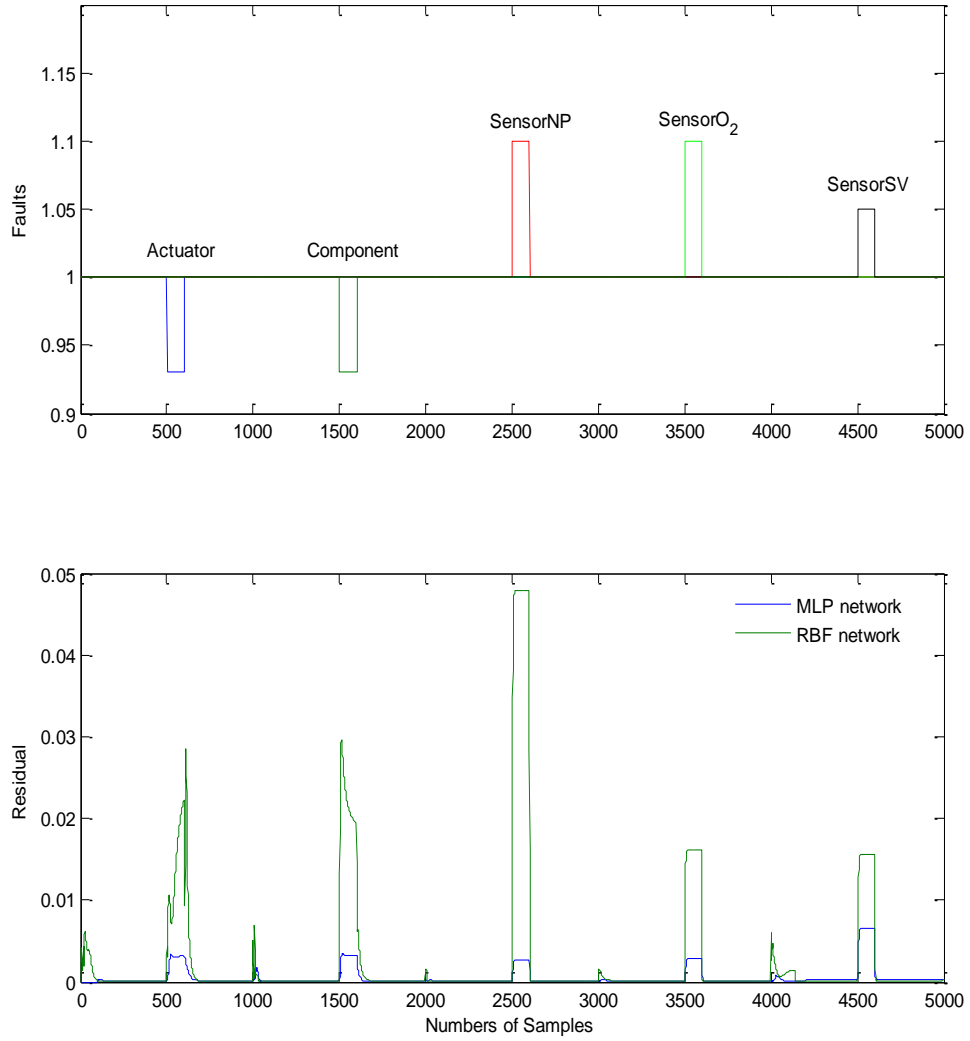 1.15
1.1
1.05
1
0.95
0.9
Faults
Actuator
Component
SensorNP
SensorO2
SensorSV
0 500 1000 1500 2000 2500 3000 3500 4000 4500 5000
0.05
0.04
0.03
0.02
0.01
0
Residual
MLP network
RBF network
0 500 1000 1500 2000 2500 3000 3500 4000 4500 5000
Numbers of Samples